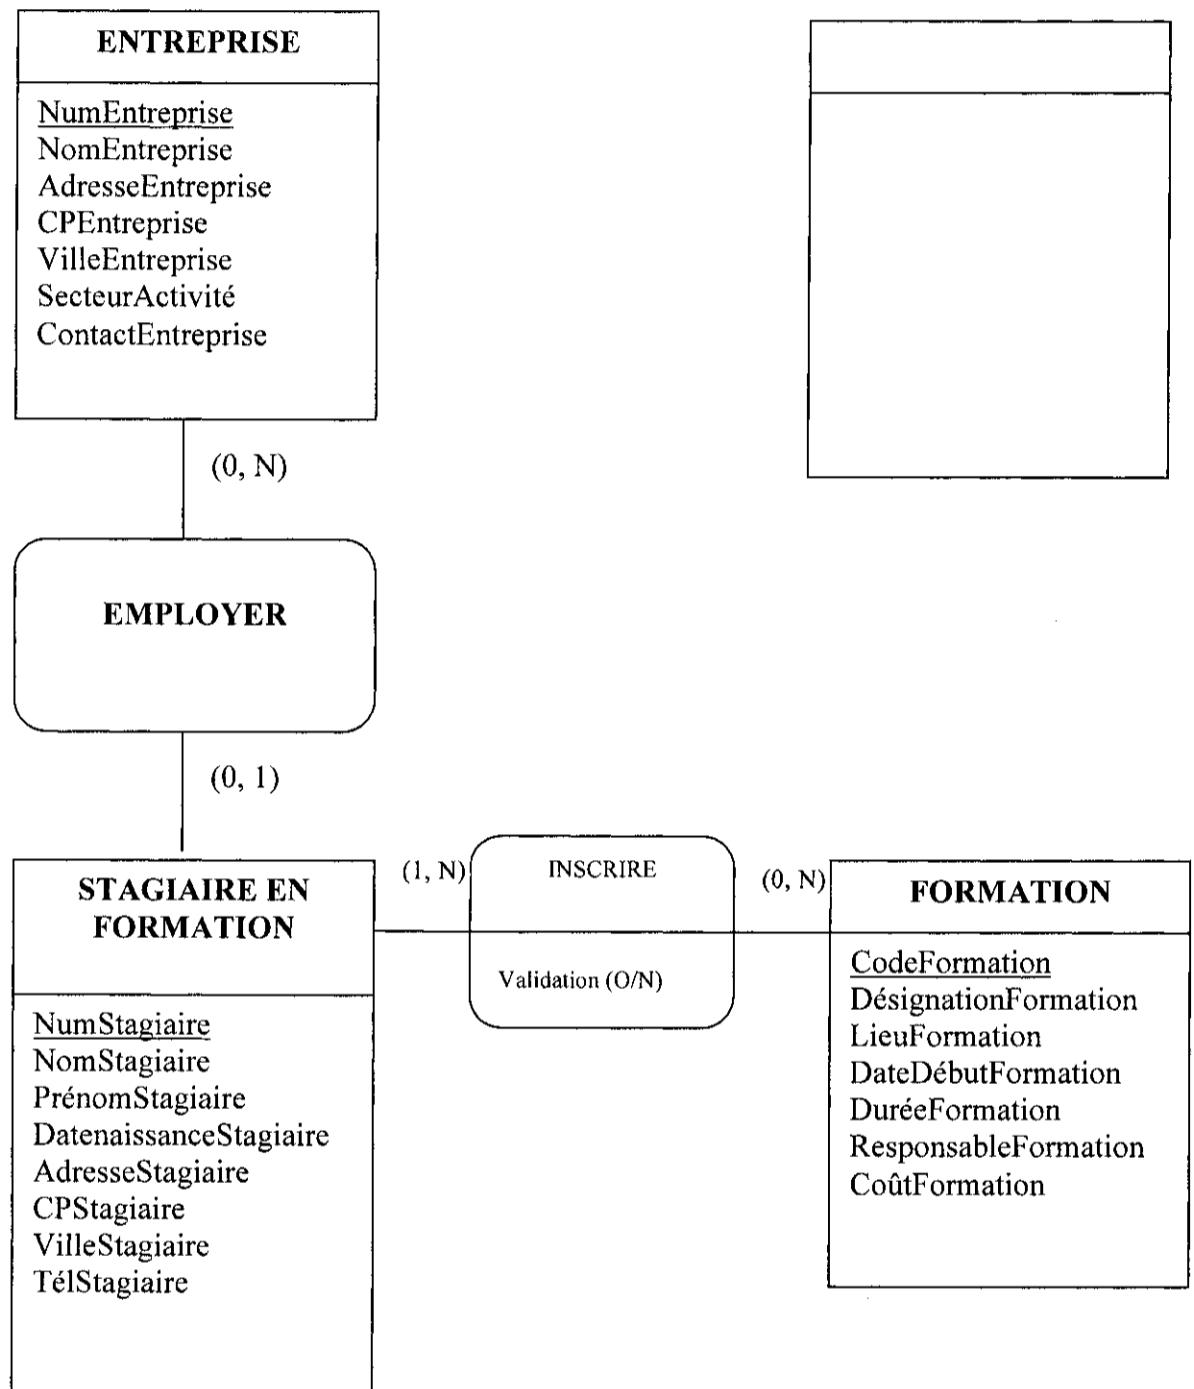 ENTREPRISE
NumEntreprise
NomEntreprise
AdresseEntreprise
CPEntreprise
VilleEntreprise
SecteurActivité
ContactEntreprise
(0, N)
EMPLOYER
(0, 1)
STAGIAIRE EN
FORMATION
NumStagiaire
NomStagiaire
PrénomStagiaire
DatenaissanceStagiaire
AdresseStagiaire
CPStagiaire
VilleStagiaire
TélStagiaire
(1, N)
INSCRIRE
Validation (O/N)
(0, N)
FORMATION
CodeFormation
DésignationFormation
LieuFormation
DateDébutFormation
DuréeFormation
ResponsableFormation
CoûtFormation